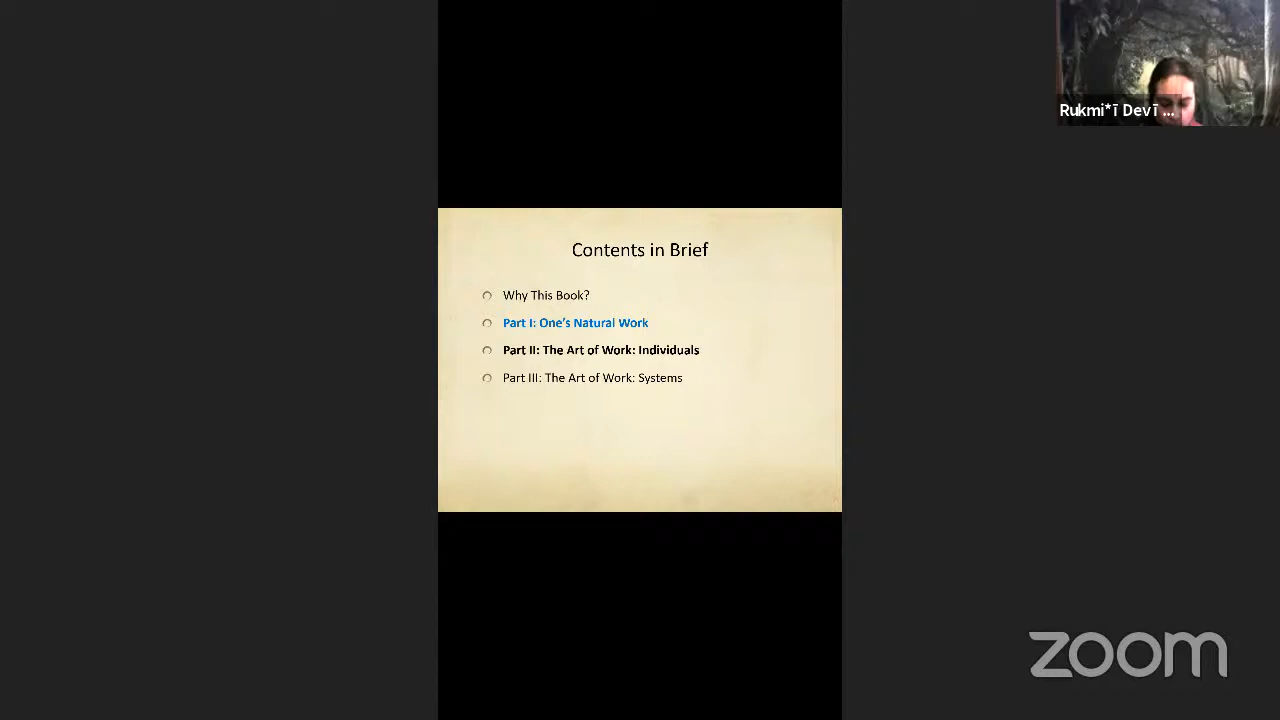 Rukmi*ī Devī ...
Contents in Brief
Why This Book?
Part I: One's Natural Work
Part II: The Art of Work: Individuals
Part III: The Art of Work: Systems
zoom